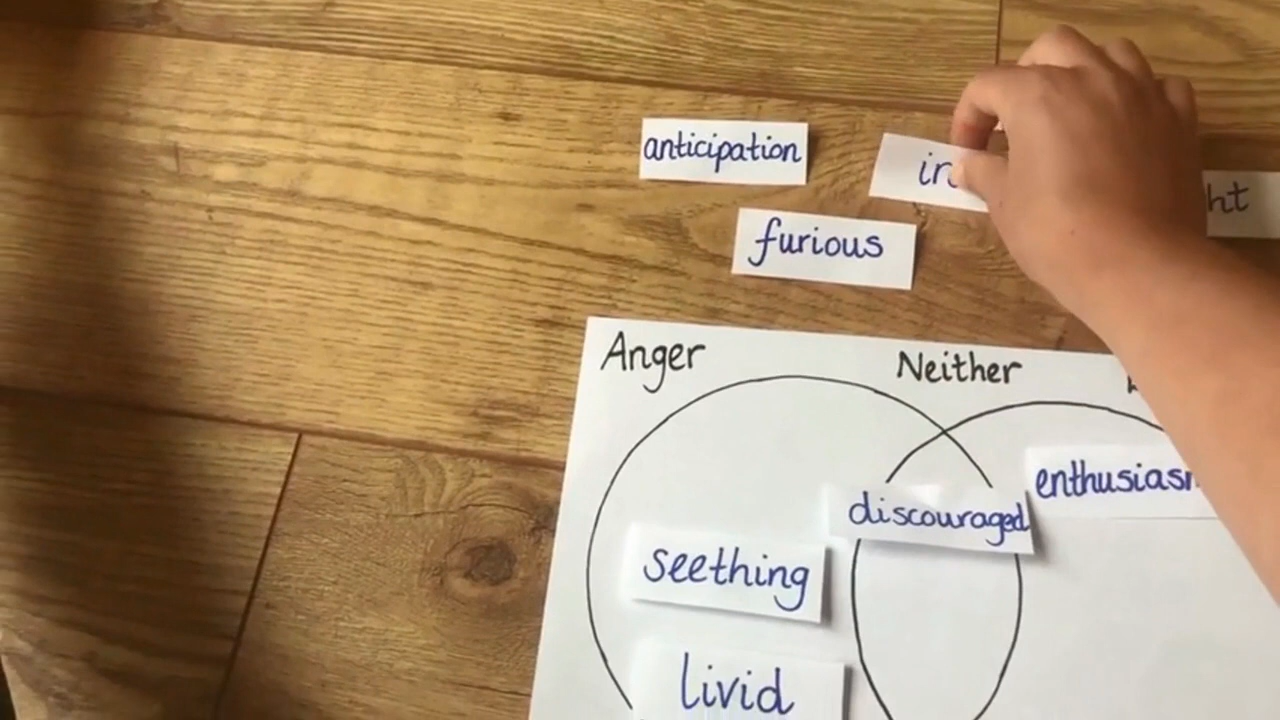 anticipation
furious
Anger
Neither
enthusiasm
discouraged
seething
livid